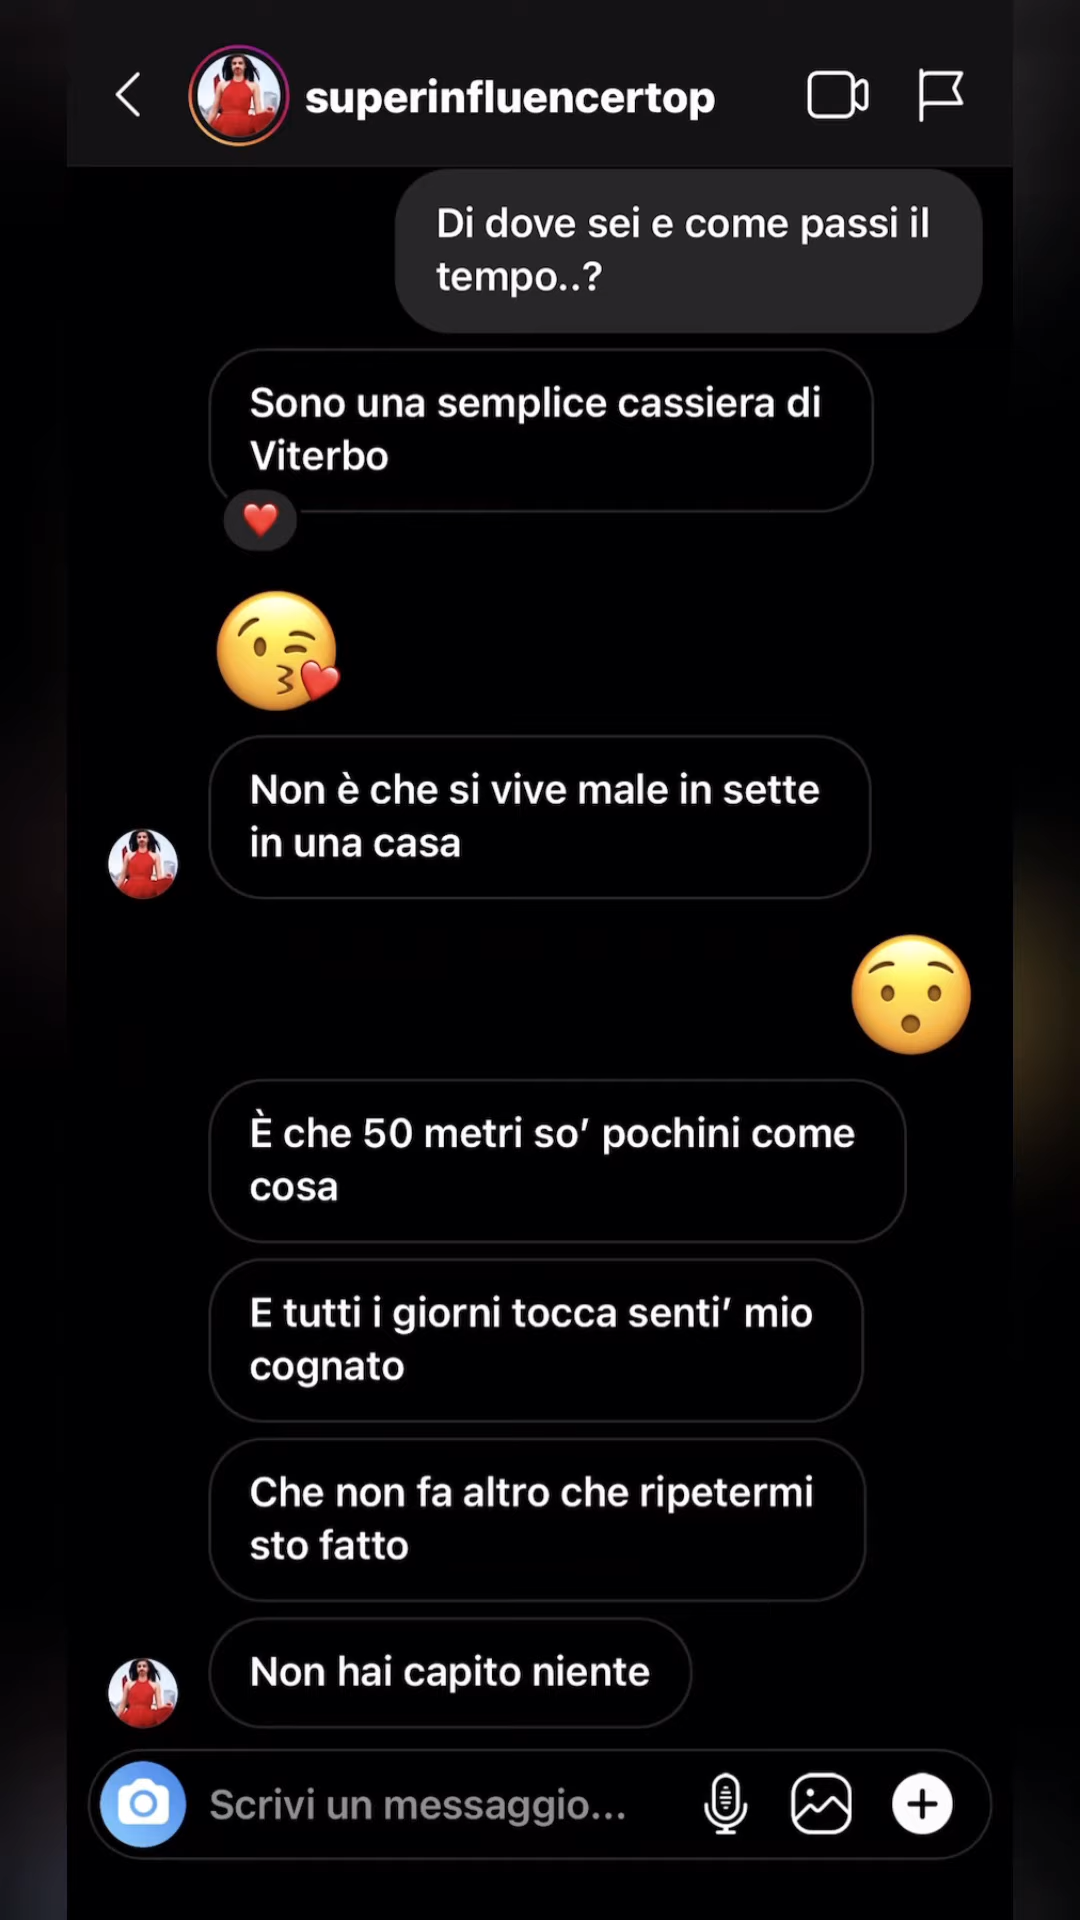 superinfluencertop
Di dove sei e come passi il
tempo..?
Sono una semplice cassiera di
Viterbo
Non è che si vive male in sette
in una casa
È che 50 metri so’ pochini come
cosa
E tutti i giorni tocca senti’ mio
cognato
Che non fa altro che ripetermi
sto fatto
Non hai capito niente
Scrivi un messaggio...